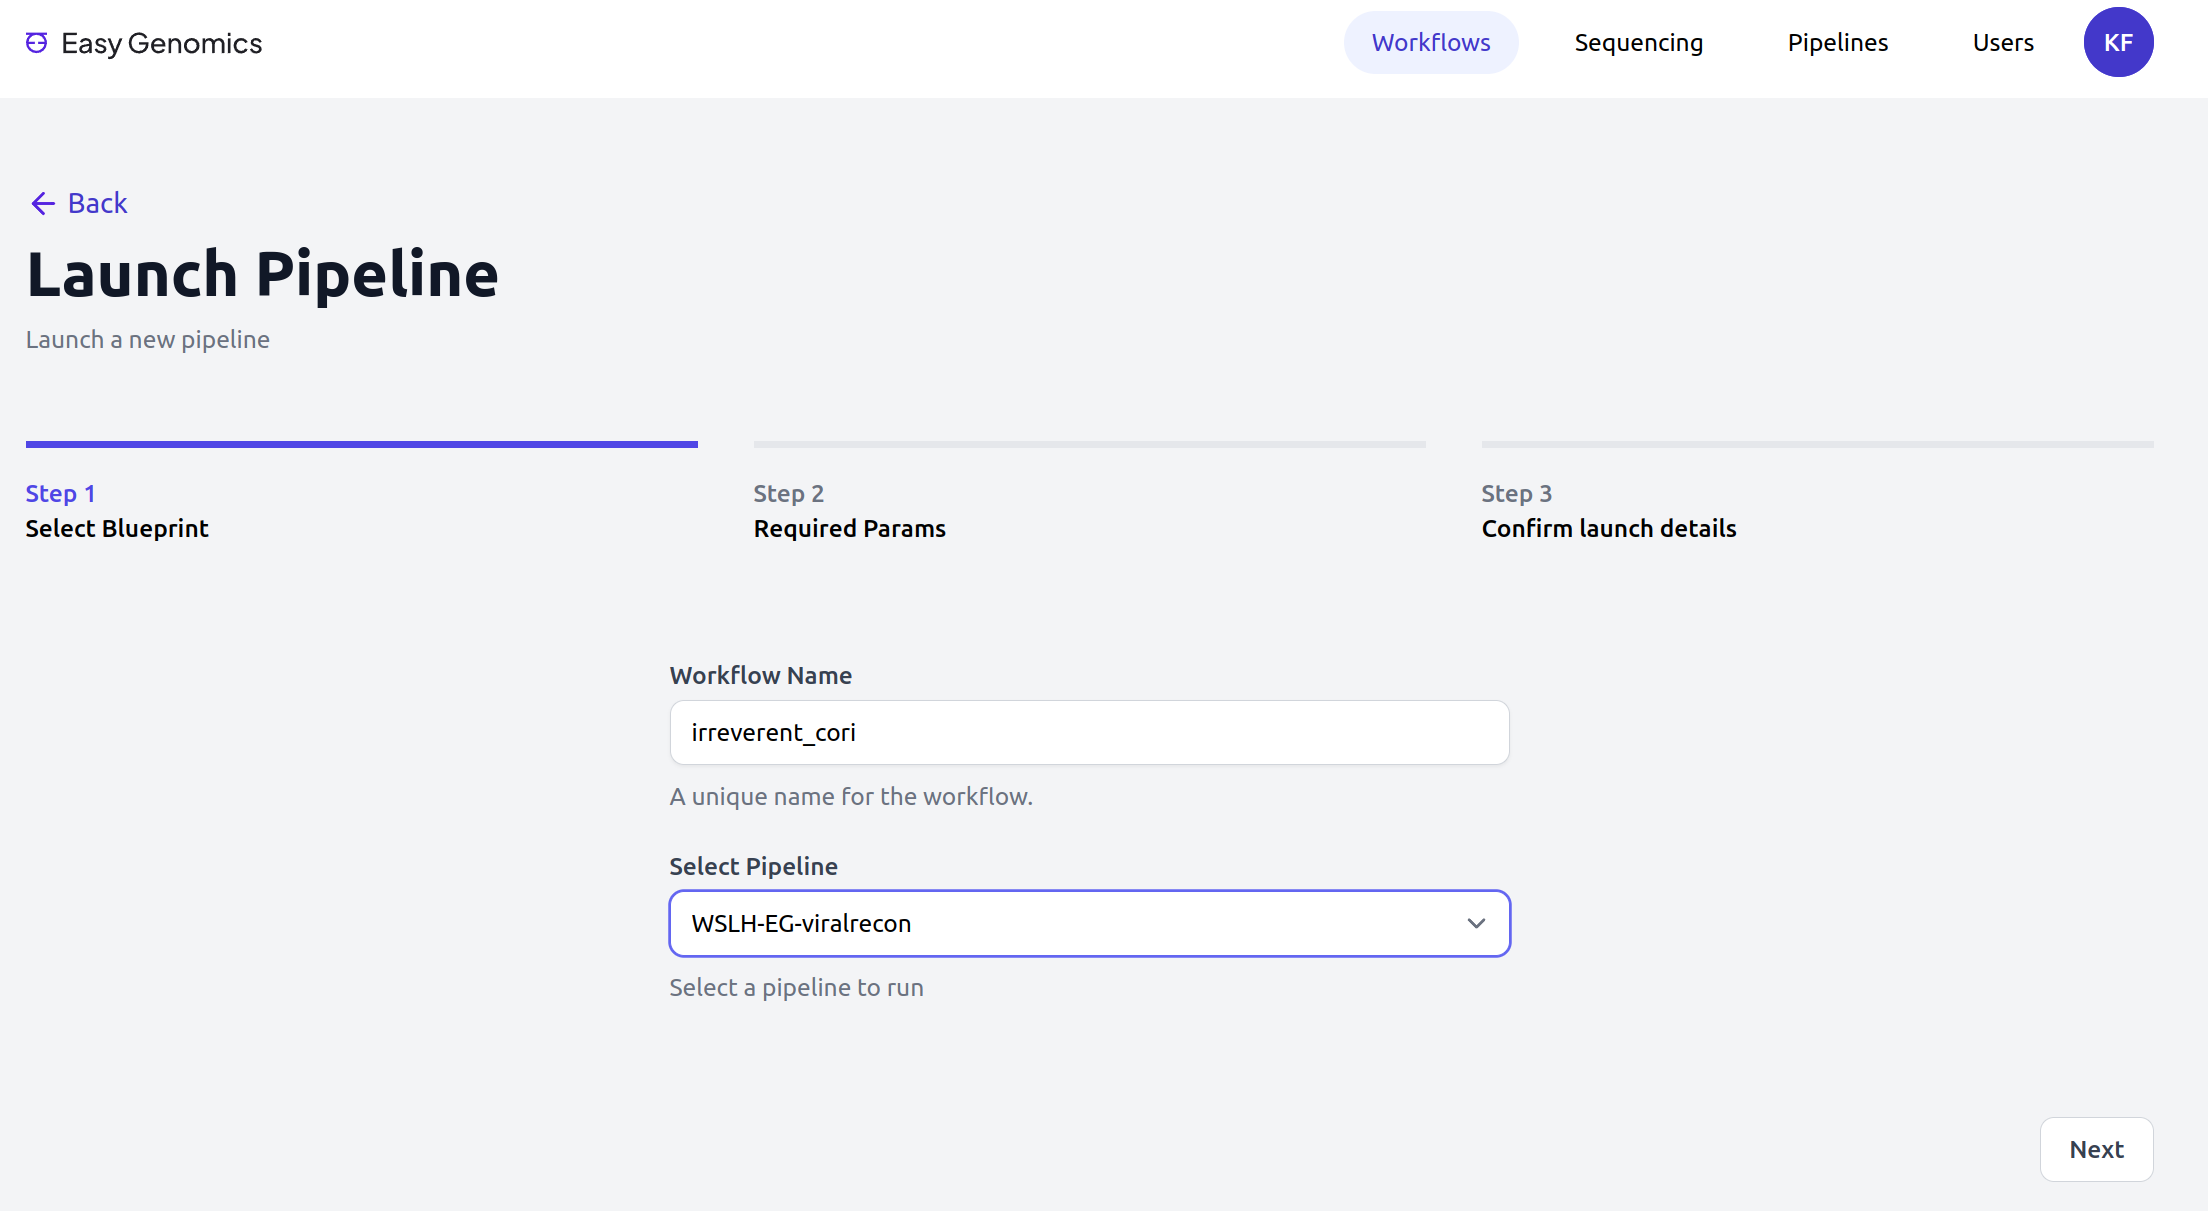 Easy Genomics
Workflows
Sequencing
Pipelines
Users
KF
Back
Launch Pipeline
Launch a new pipeline
Step 1
Select Blueprint
Step 2
Required Params
Step 3
Confirm launch details
Workflow Name
irreverent_cori
A unique name for the workflow.
Select Pipeline
WSLH-EG-viralrecon
Select a pipeline to run
Next